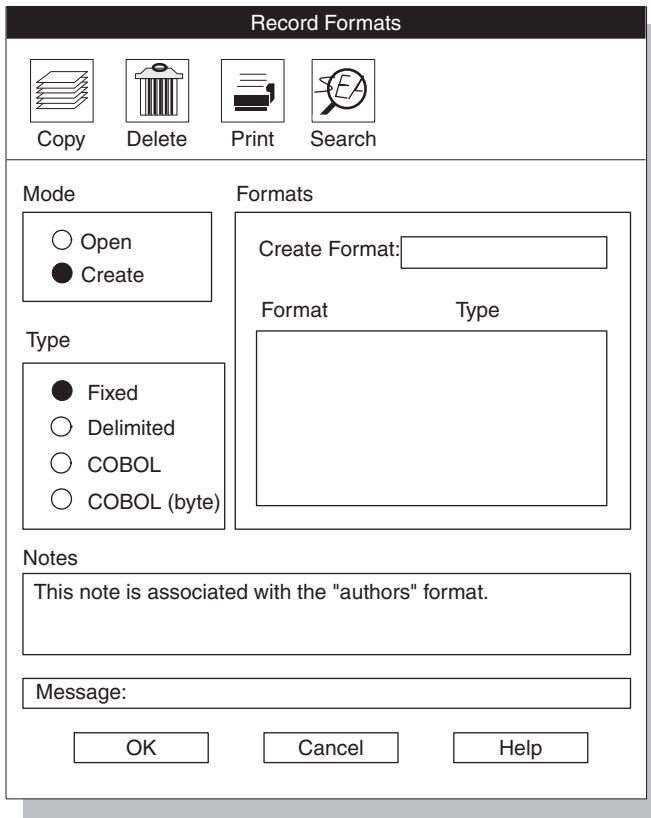 Record Formats
Copy Delete Print Search
Mode
Open
Create
Type
Fixed
Delimited
COBOL
COBOL (byte)
Formats
Create Format:
Format Type
Notes
This note is associated with the "authors" format.
Message:
OK Cancel Help